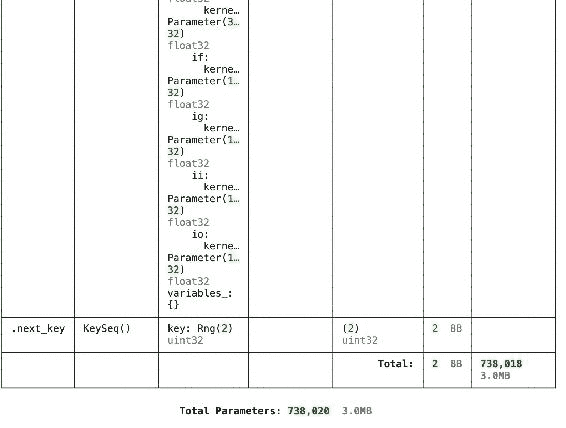 float32
kerne…
Parameter(3…
32)
float32
if:
kerne…
Parameter(1…
32)
float32
ig:
kerne…
Parameter(1…
32)
float32
ii:
kerne…
Parameter(1…
32)
float32
io:
kerne…
Parameter(1…
32)
float32
variables_:
{}
.next_key KeySeq() key: Rng(2) (2) 2 8B
uint32 uint32
Total: 2 8B 738,018
3.0MB
Total Parameters: 738,020 3.0MB